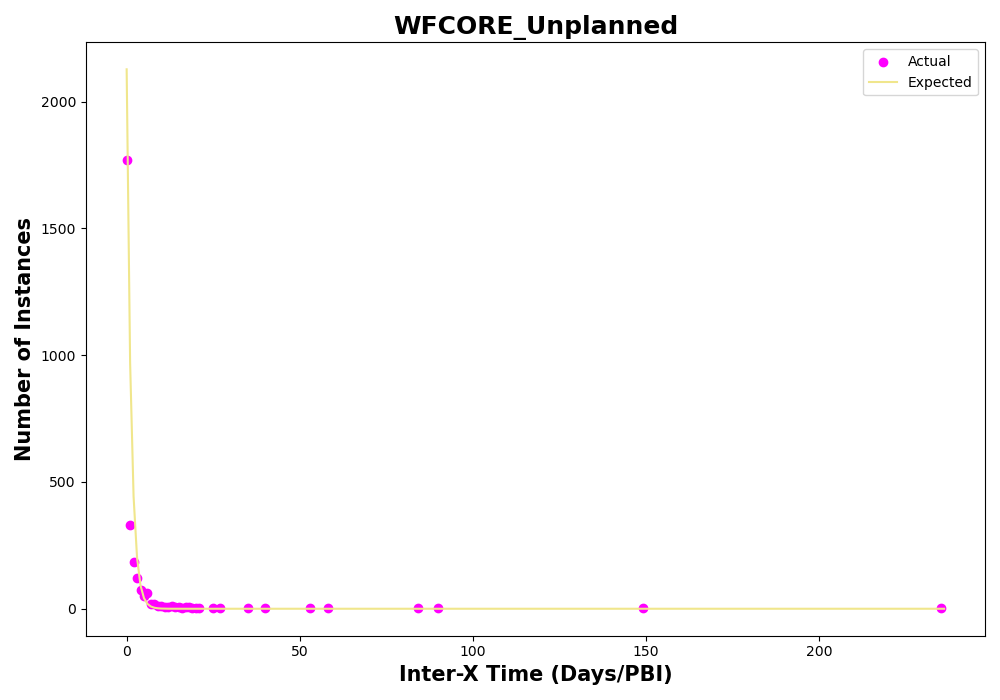 WFCORE_Unplanned
Actual
Expected
Number of Instances
2000
1500
1000
500
0
0 50 100 150 200
Inter-X Time (Days/PBI)